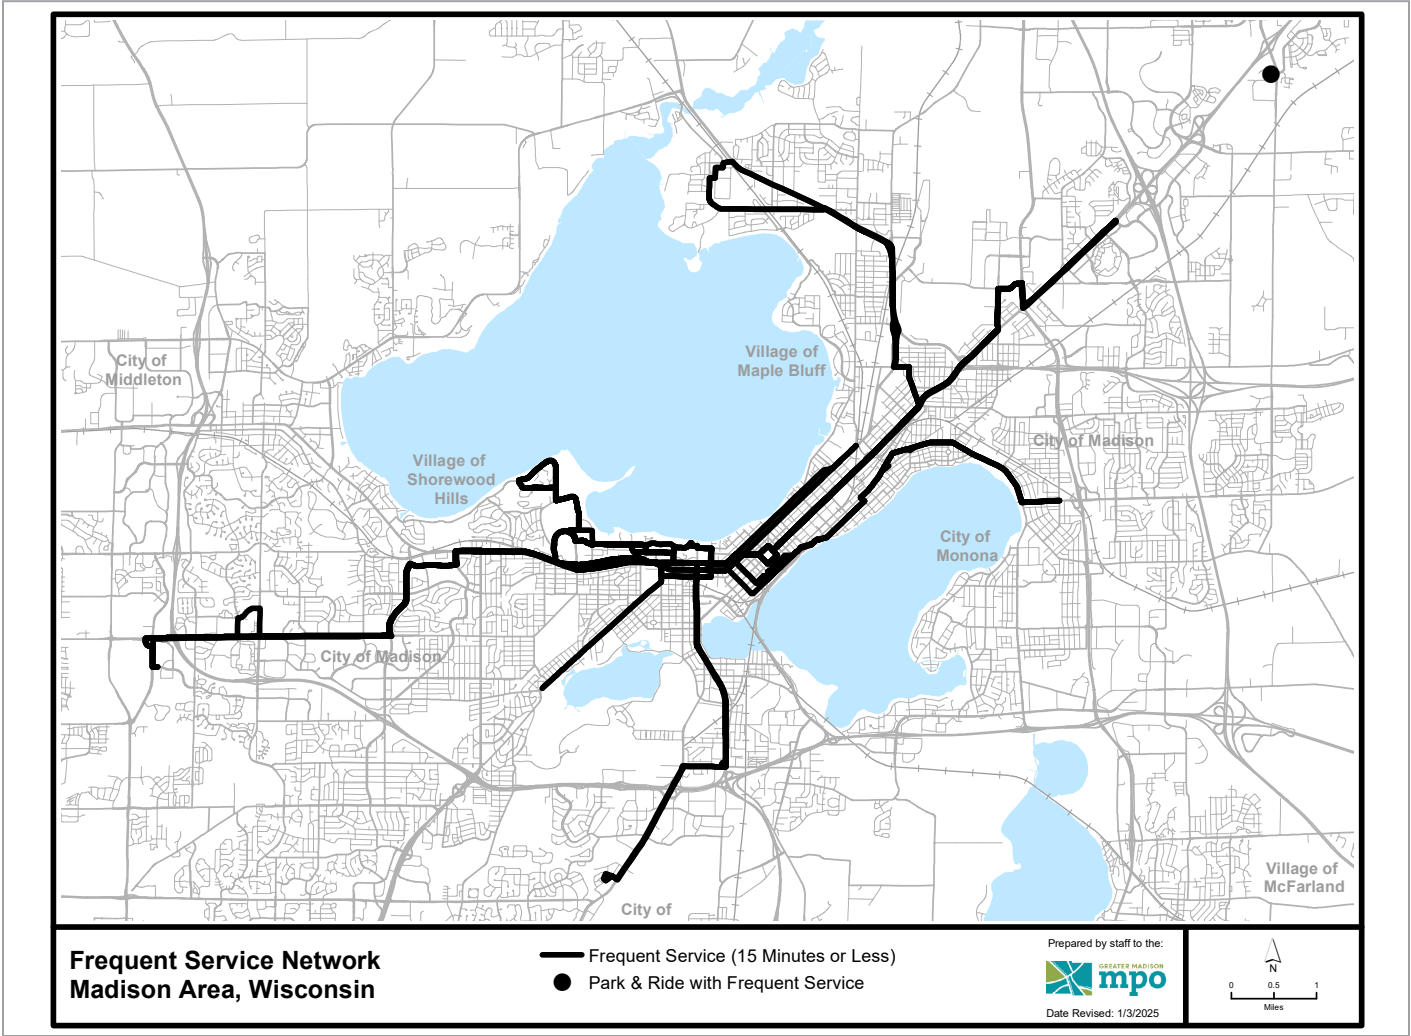 City of
Middleton
Village of
Maple Bluff
City of Madison
Village of
Shorewood
Hills
City of
Monona
City of Madison
Village of
McFarland
City of
Frequent Service Network
Madison Area, Wisconsin
Frequent Service (15 Minutes or Less)
Park & Ride with Frequent Service
Prepared by staff to the:
GREATER MADISON
mpo
Date Revised: 1/3/2025
N
0 0.5 1
Miles